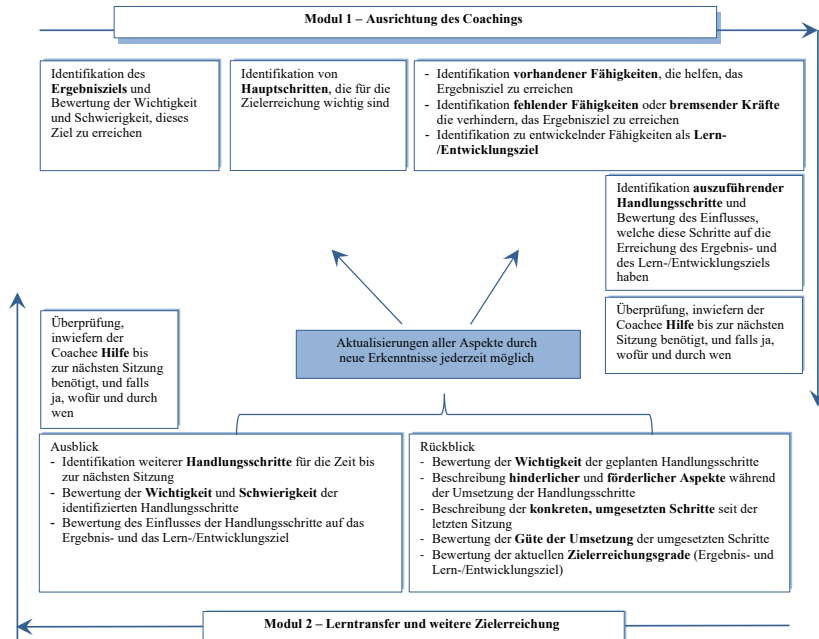 Modul 1 – Ausrichtung des Coachings
Identifikation des
Ergebnisziels und
Bewertung der Wichtigkeit
und Schwierigkeit, dieses
Ziel zu erreichen
Identifikation von
Hauptschritten, die für die
Zielerreichung wichtig sind
- Identifikation vorhandener Fähigkeiten, die helfen, das
Ergebnisziel zu erreichen
- Identifikation fehlender Fähigkeiten oder bremsender Kräfte
die verhindern, das Ergebnisziel zu erreichen
- Identifikation zu entwickelnder Fähigkeiten als Lern-
/Entwicklungsziel
Identifikation auszuführender
Handlungsschritte und
Bewertung des Einflusses,
welche diese Schritte auf die
Erreichung des Ergebnis- und
des Lern-/Entwicklungsziels
haben
Überprüfung, inwiefern der
Coachee Hilfe bis zur nächsten
Sitzung benötigt, und falls ja,
wofür und durch wen
Überprüfung,
inwiefern der
Coachee Hilfe bis
zur nächsten Sitzung
benötigt, und falls
ja, wofür und durch
wen
Aktualisierungen aller Aspekte durch
neue Erkenntnisse jederzeit möglich
Ausblick
- Identifikation weiterer Handlungsschritte für die Zeit bis
zur nächsten Sitzung
- Bewertung der Wichtigkeit und Schwierigkeit der
identifizierten Handlungsschritte
- Bewertung des Einflusses der Handlungsschritte auf das
Ergebnis- und das Lern-/Entwicklungsziel
Rückblick
- Bewertung der Wichtigkeit der geplanten Handlungsschritte
- Beschreibung hinderlicher und förderlicher Aspekte während
der Umsetzung der Handlungsschritte
- Beschreibung der konkreten, umgesetzten Schritte seit der
letzten Sitzung
- Bewertung der Güte der Umsetzung der umgesetzten Schritte
- Bewertung der aktuellen Zielerreichungsgrade (Ergebnis- und
Lern-/Entwicklungsziel)
Modul 2 – Lerntransfer und weitere Zielerreichung